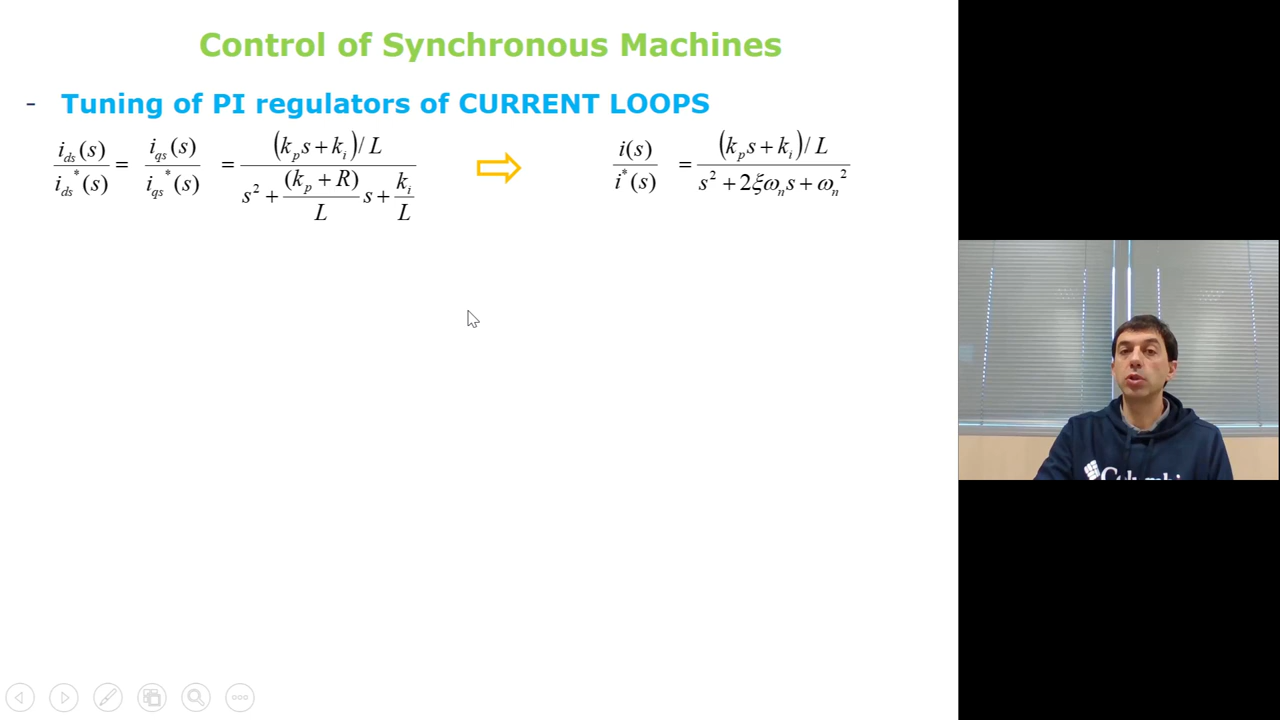 Control of Synchronous Machines
- Tuning of PI regulators of CURRENT LOOPS
i_ds(s) / i_ds*(s) = i_qs(s) / i_qs*(s) = (k_p s + k_i) / L / (s² + (k_p + R)/L s + k_i/L) ⇨ i(s) / i*(s) = (k_p s + k_i) / L / (s² + 2ξω_n s + ω_n²)